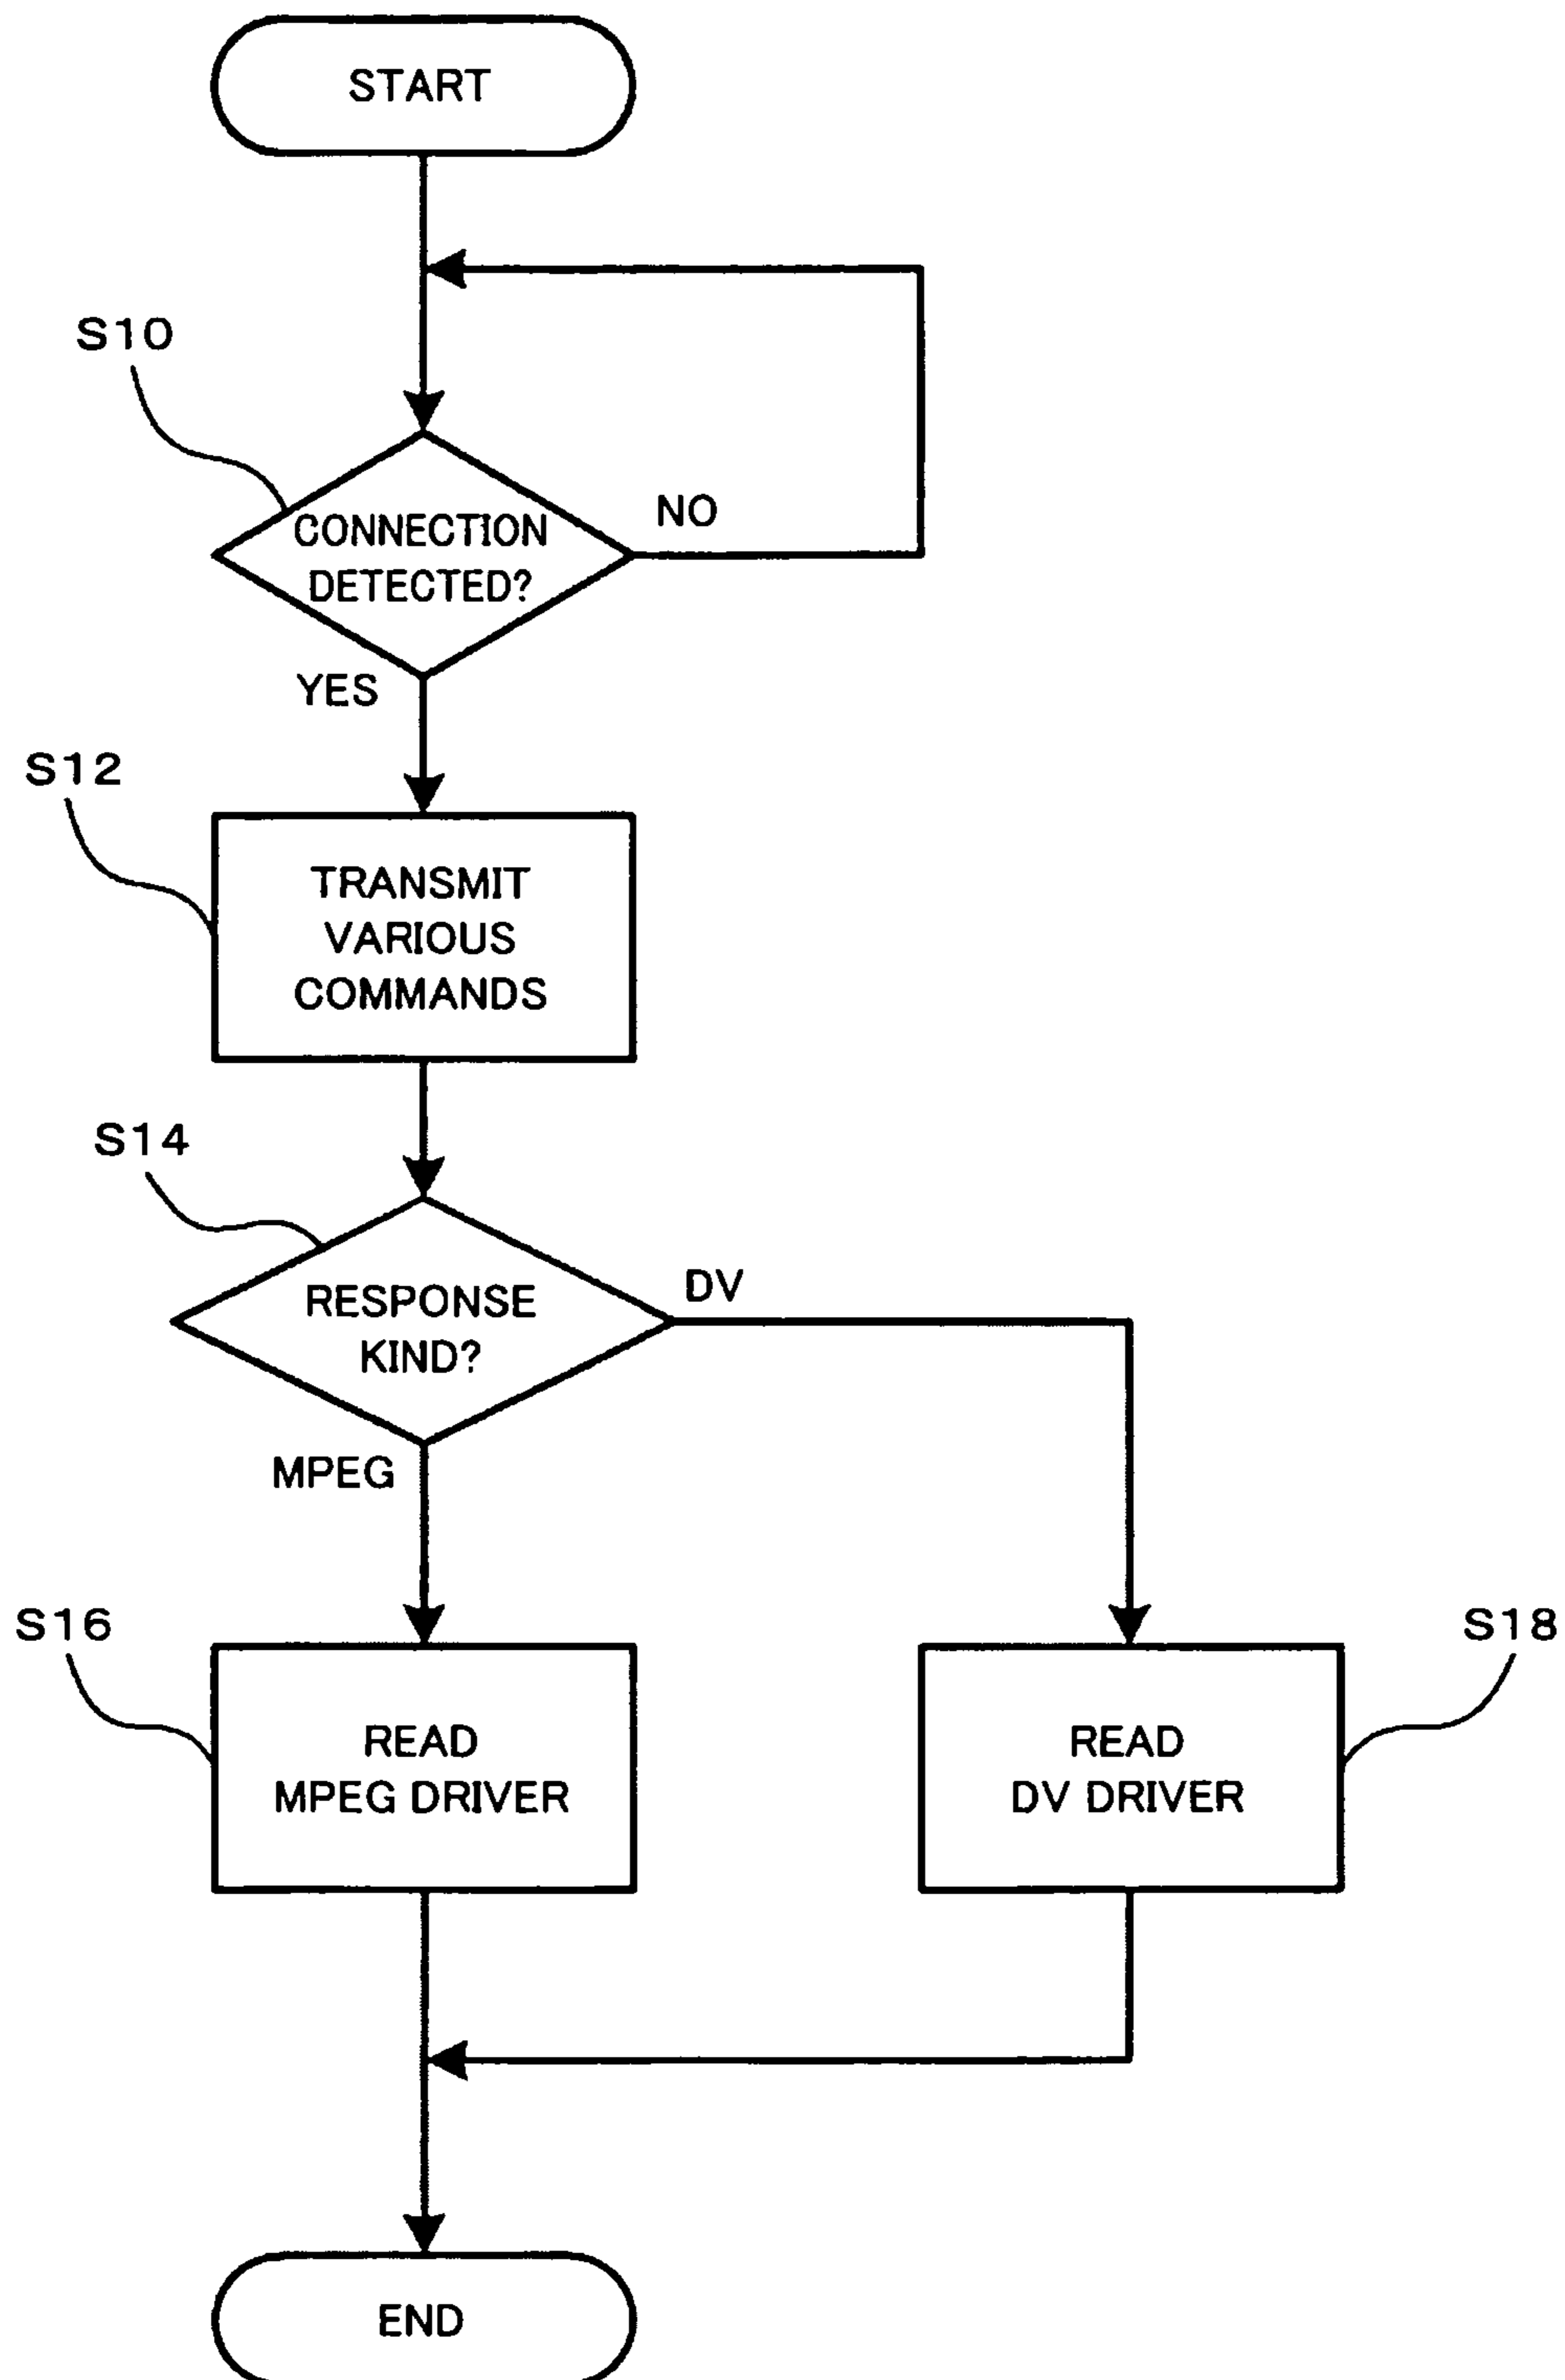 START
S10
CONNECTION
DETECTED?
NO
YES
S12
TRANSMIT
VARIOUS
COMMANDS
S14
RESPONSE
KIND?
DV
MPEG
S16
READ
MPEG DRIVER
S18
READ
DV DRIVER
END